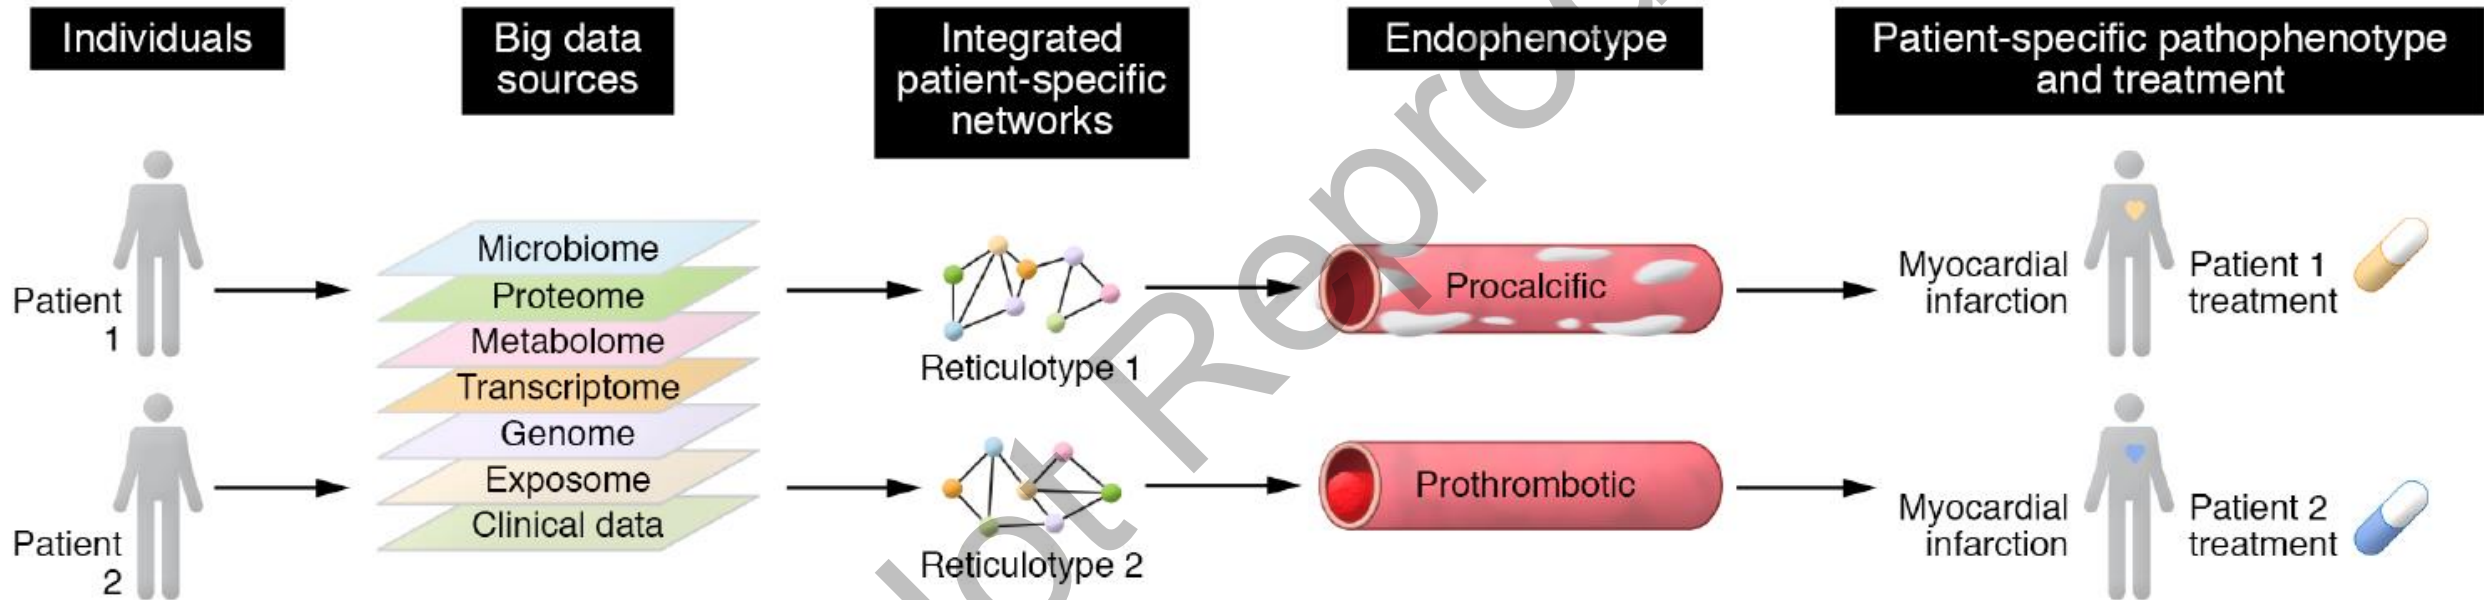 Individuals
Big data
sources
Integrated
patient-specific
networks
Endophenotype
Patient-specific pathophenotype
and treatment
Patient
1
Microbiome
Proteome
Metabolome
Transcriptome
Genome
Exposome
Clinical data
Reticulotype 1
Procalcific
Myocardial
infarction
Patient 1
treatment
Patient
2
Reticulotype 2
Prothrombotic
Myocardial
infarction
Patient 2
treatment